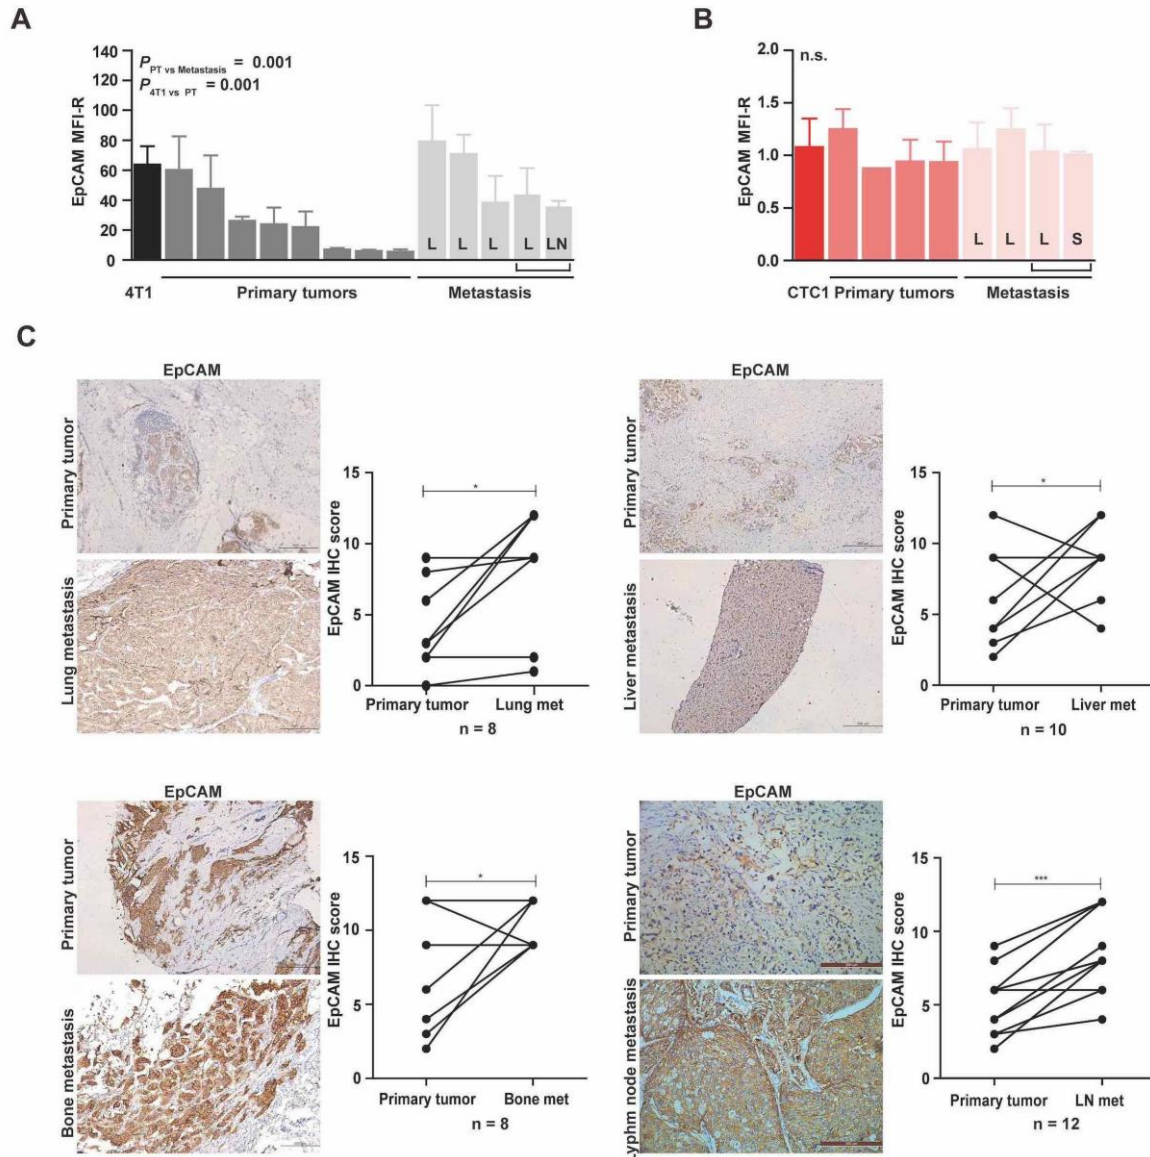 A
140
120
100
80
60
40
20
0
EpCAM MFI-R
P PT vs Metastasis = 0.001
P 4T1 vs PT = 0.001
L L L L LN
4T1 Primary tumors Metastasis
B
2.0
1.5
1.0
0.5
0.0
EpCAM MFI-R
n.s.
L L L S
CTC1 Primary tumors Metastasis
C
EpCAM
Primary tumor
Lung metastasis
15
10
5
0
EpCAM IHC score
*
Primary tumor Lung met
n = 8
EpCAM
Primary tumor
Liver metastasis
15
10
5
0
EpCAM IHC score
*
Primary tumor Liver met
n = 10
EpCAM
Primary tumor
Bone metastasis
15
10
5
0
EpCAM IHC score
*
Primary tumor Bone met
n = 8
EpCAM
Primary tumor
Lyphm node metastasis
15
10
5
0
EpCAM IHC score
***
Primary tumor LN met
n = 12